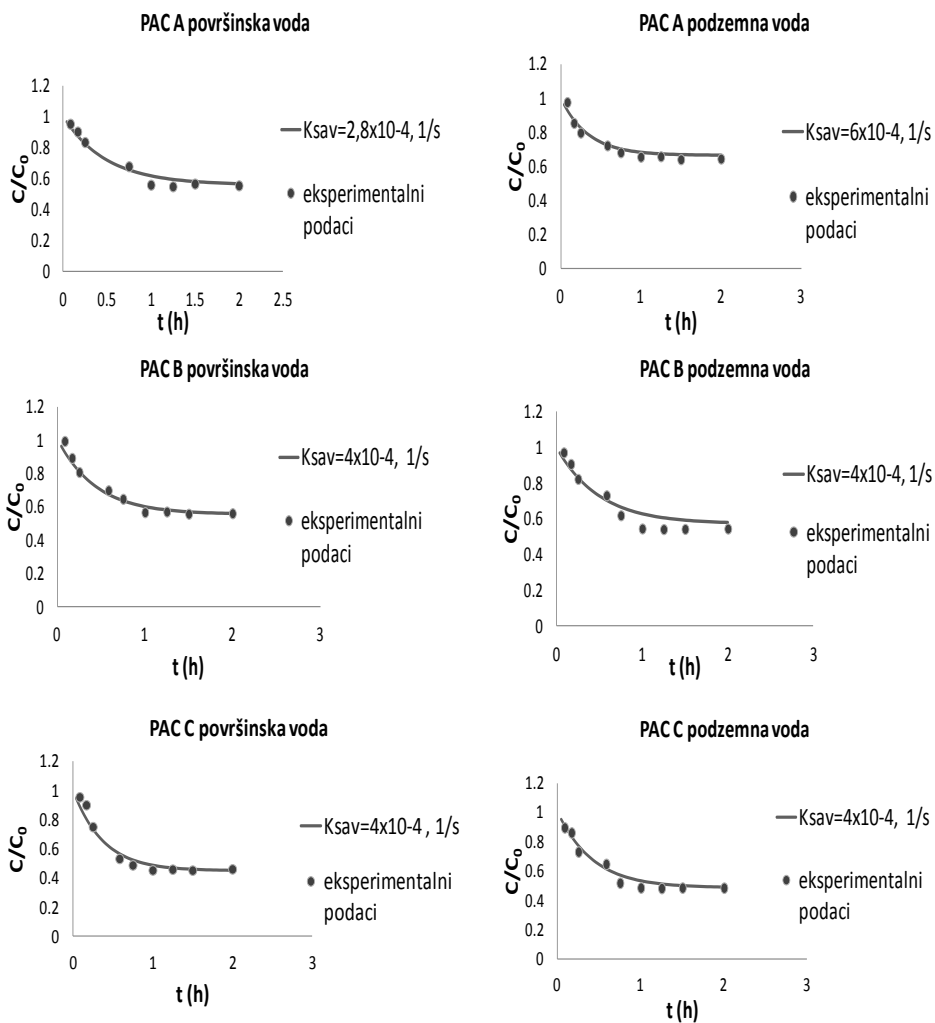 PAC A površinska voda
1.2
1
0.8
0.6
0.4
0.2
0
C/C₀
0 0.5 1 1.5 2 2.5
t (h)
Ksav=2,8x10-4, 1/s
eksperimentalni
podaci
PAC A podzemna voda
1.2
1
0.8
0.6
0.4
0.2
0
C/C₀
0 1 2 3
t (h)
Ksav=6x10-4, 1/s
eksperimentalni
podaci
PAC B površinska voda
1.2
1
0.8
0.6
0.4
0.2
0
C/C₀
0 1 2 3
t (h)
Ksav=4x10-4, 1/s
eksperimentalni
podaci
PAC B podzemna voda
1.2
1
0.8
0.6
0.4
0.2
0
C/C₀
0 1 2 3
t (h)
Ksav=4x10-4, 1/s
eksperimentalni
podaci
PAC C površinska voda
1.2
1
0.8
0.6
0.4
0.2
0
C/C₀
0 1 2 3
t (h)
Ksav=4x10-4 , 1/s
eksperimentalni
podaci
PAC C podzemna voda
1.2
1
0.8
0.6
0.4
0.2
0
C/C₀
0 1 2 3
t (h)
Ksav=4x10-4, 1/s
eksperimentalni
podaci